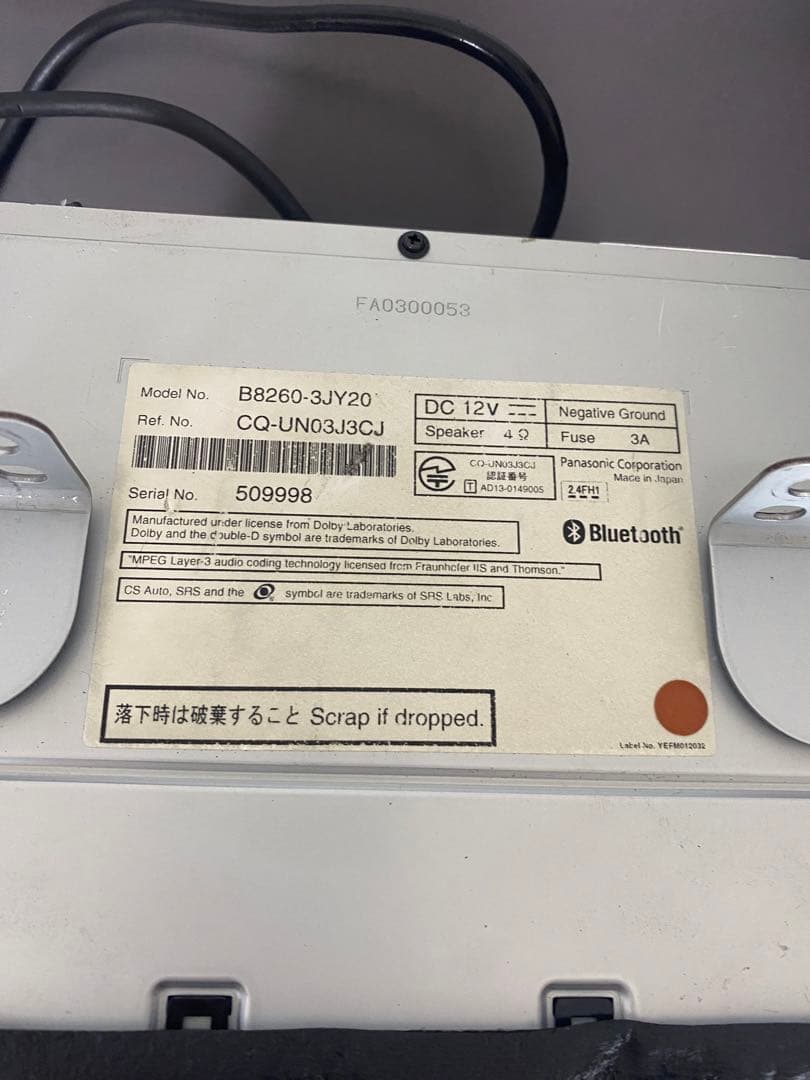 FA0300053
Model No. B8260-3JY20
Ref. No. CQ-UN03J3CJ
Serial No. 509998
DC 12V Negative Ground
Speaker 4Ω Fuse 3A
CQ-UN03J3CJ
認証番号
T AD13-0149005
Panasonic Corporation
Made in Japan
2.4FH1
Bluetooth®
Manufactured under license from Dolby Laboratories.
Dolby and the double-D symbol are trademarks of Dolby Laboratories.
"MPEG Layer-3 audio coding technology licensed from Fraunhofer IIS and Thomson."
CS Auto, SRS and the symbol are trademarks of SRS Labs, Inc
落下時は破棄すること Scrap if dropped.
Label No. YEFM012032